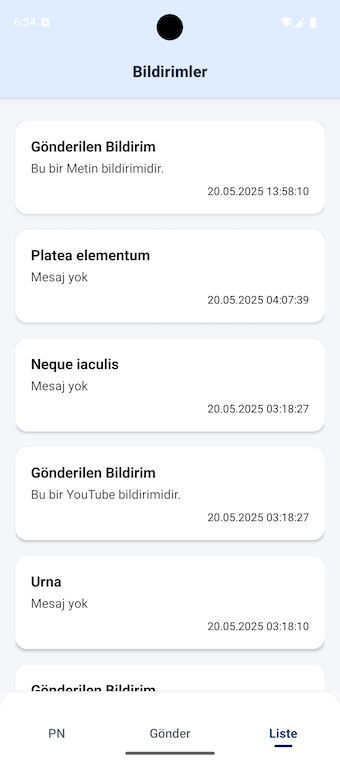 6:34
Bildirimler
Gönderilen Bildirim
Bu bir Metin bildirimidir.
20.05.2025 13:58:10
Platea elementum
Mesaj yok
20.05.2025 04:07:39
Neque iaculis
Mesaj yok
20.05.2025 03:18:27
Gönderilen Bildirim
Bu bir YouTube bildirimidir.
20.05.2025 03:18:27
Urna
Mesaj yok
20.05.2025 03:18:10
Gönderilen Bildirim
PN
Gönder
Liste